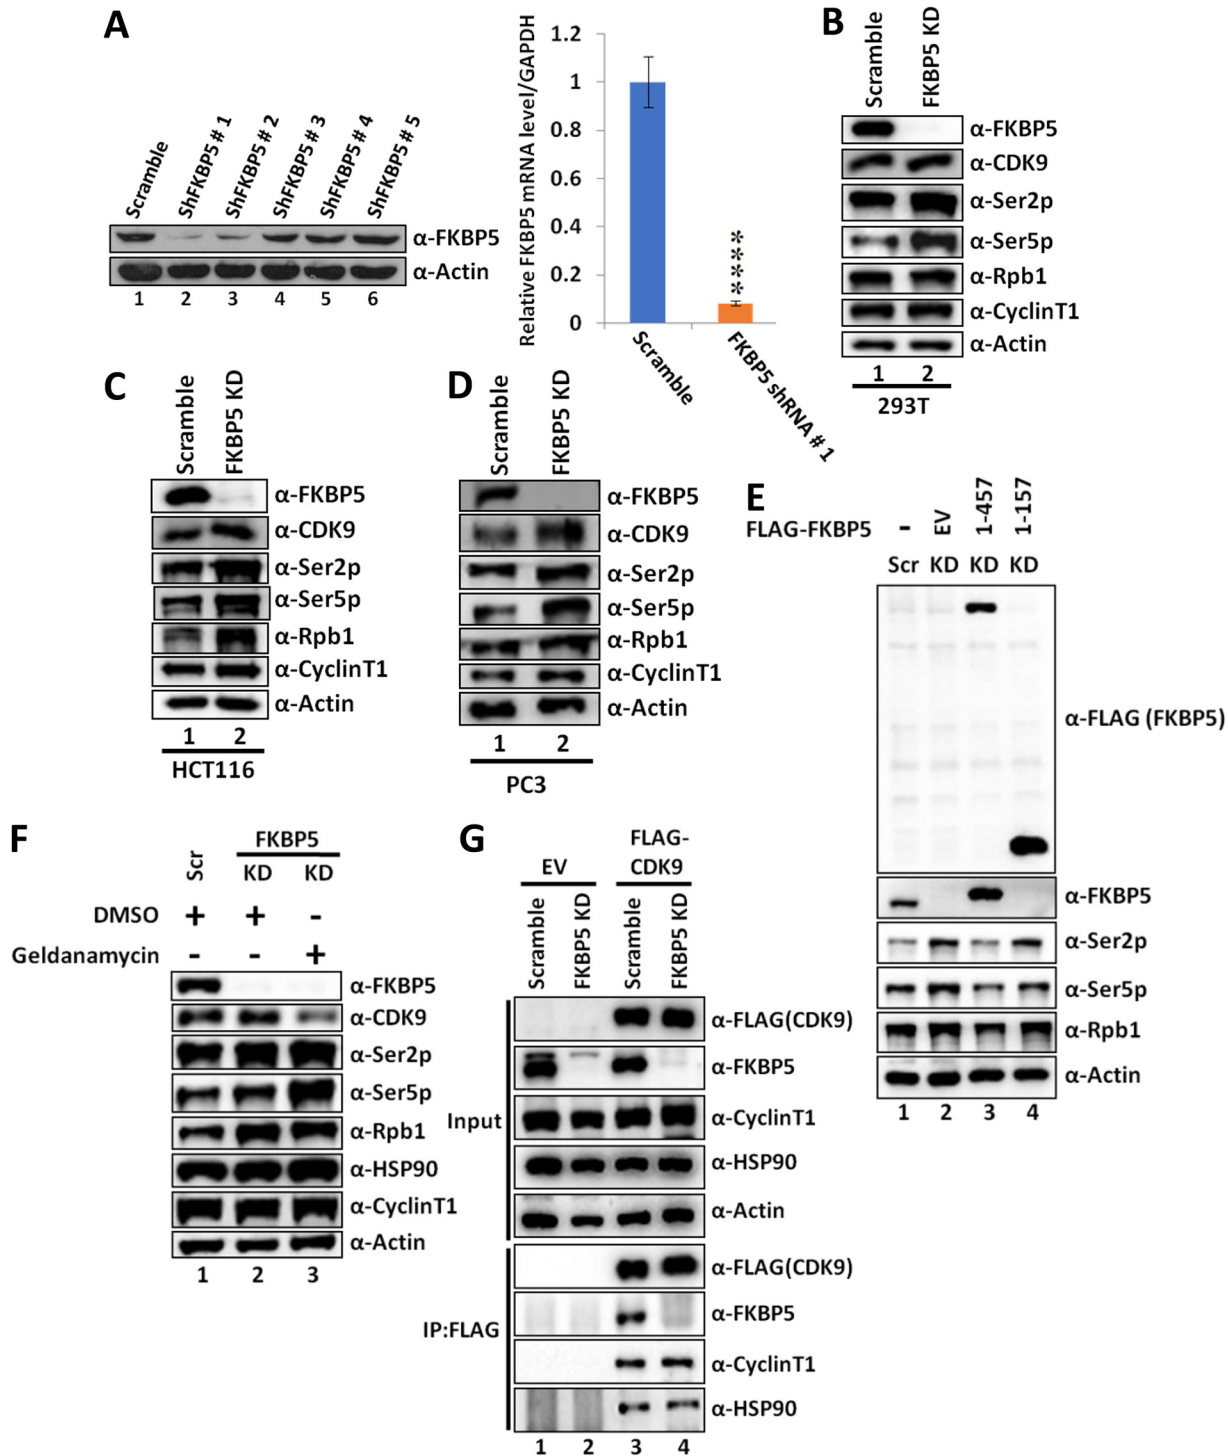 A
Scramble
ShFKBP5 # 1
ShFKBP5 # 2
ShFKBP5 # 3
ShFKBP5 # 4
ShFKBP5 # 5
α-FKBP5
α-Actin
1 2 3 4 5 6
Relative FKBP5 mRNA level/GAPDH
1.2
1
0.8
0.6
0.4
0.2
0
****
Scramble
FKBP5 shRNA # 1
B
Scramble
FKBP5 KD
α-FKBP5
α-CDK9
α-Ser2p
α-Ser5p
α-Rpb1
α-CyclinT1
α-Actin
1 2
293T
C
Scramble
FKBP5 KD
α-FKBP5
α-CDK9
α-Ser2p
α-Ser5p
α-Rpb1
α-CyclinT1
α-Actin
1 2
HCT116
D
Scramble
FKBP5 KD
α-FKBP5
α-CDK9
α-Ser2p
α-Ser5p
α-Rpb1
α-CyclinT1
α-Actin
1 2
PC3
E
FLAG-FKBP5 - EV 1-457 1-157
Scr KD KD KD
α-FLAG (FKBP5)
α-FKBP5
α-Ser2p
α-Ser5p
α-Rpb1
α-Actin
1 2 3 4
F
FKBP5
Scr KD KD
DMSO + + -
Geldanamycin - - +
α-FKBP5
α-CDK9
α-Ser2p
α-Ser5p
α-Rpb1
α-HSP90
α-CyclinT1
α-Actin
1 2 3
G
EV
FLAG-
CDK9
Scramble
FKBP5 KD
Scramble
FKBP5 KD
Input
α-FLAG(CDK9)
α-FKBP5
α-CyclinT1
α-HSP90
α-Actin
IP:FLAG
α-FLAG(CDK9)
α-FKBP5
α-CyclinT1
α-HSP90
1 2 3 4